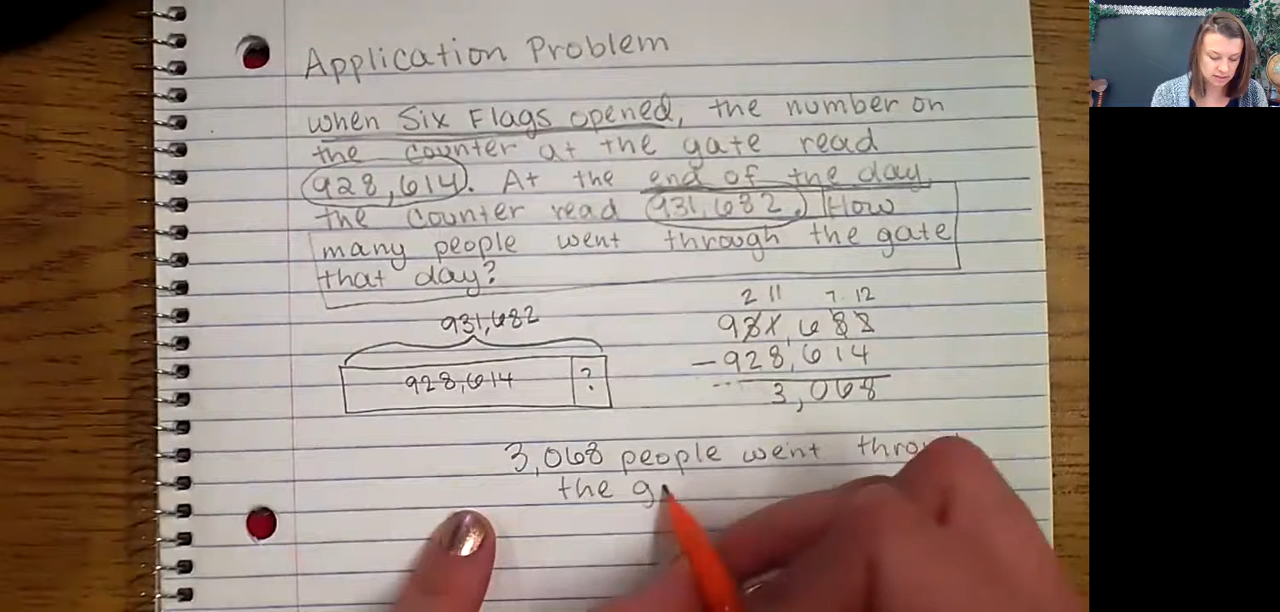 Application Problem
when Six Flags opened, the number on
the counter at the gate read
928,614. At the end of the day,
the counter read 931,682. How
many people went through the gate
that day?
931,682
928,614 ?
2 11 7 12
931,682
-928,614
3,068
3,068 people went
the